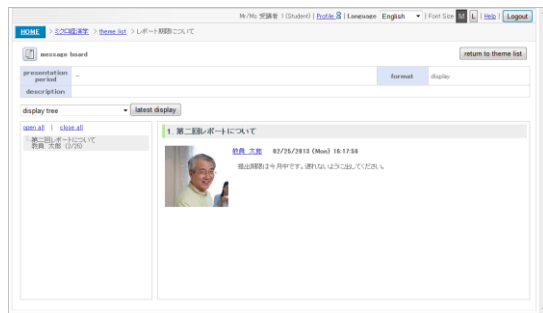 Mr/Ms 受講者 1(Student) | Profile | Language English | Font Size M L | Help | Logout
HOME > ミクロ経済学 > theme list > レポート期限について
message board
return to theme list
presentation period - format display
description
display tree latest display
open all | close all
第二回レポートについて
教員 太郎 (2/25)
1. 第二回レポートについて
教員 太郎 02/25/2013 (Mon) 16:17:56
提出期限は今月中です。遅れないように出してください。